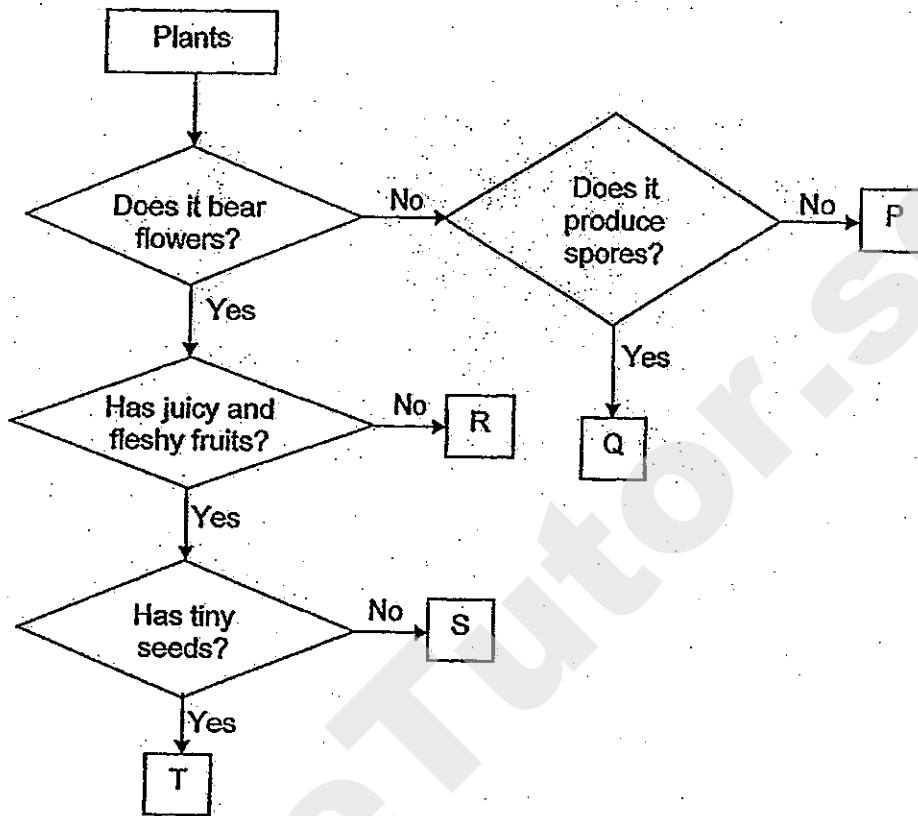 Plants
Does it bear
flowers?
No
Does it
produce
spores?
No
P
Yes
Yes
Q
Has juicy and
fleshy fruits?
No
R
Yes
Has tiny
seeds?
No
S
Yes
T